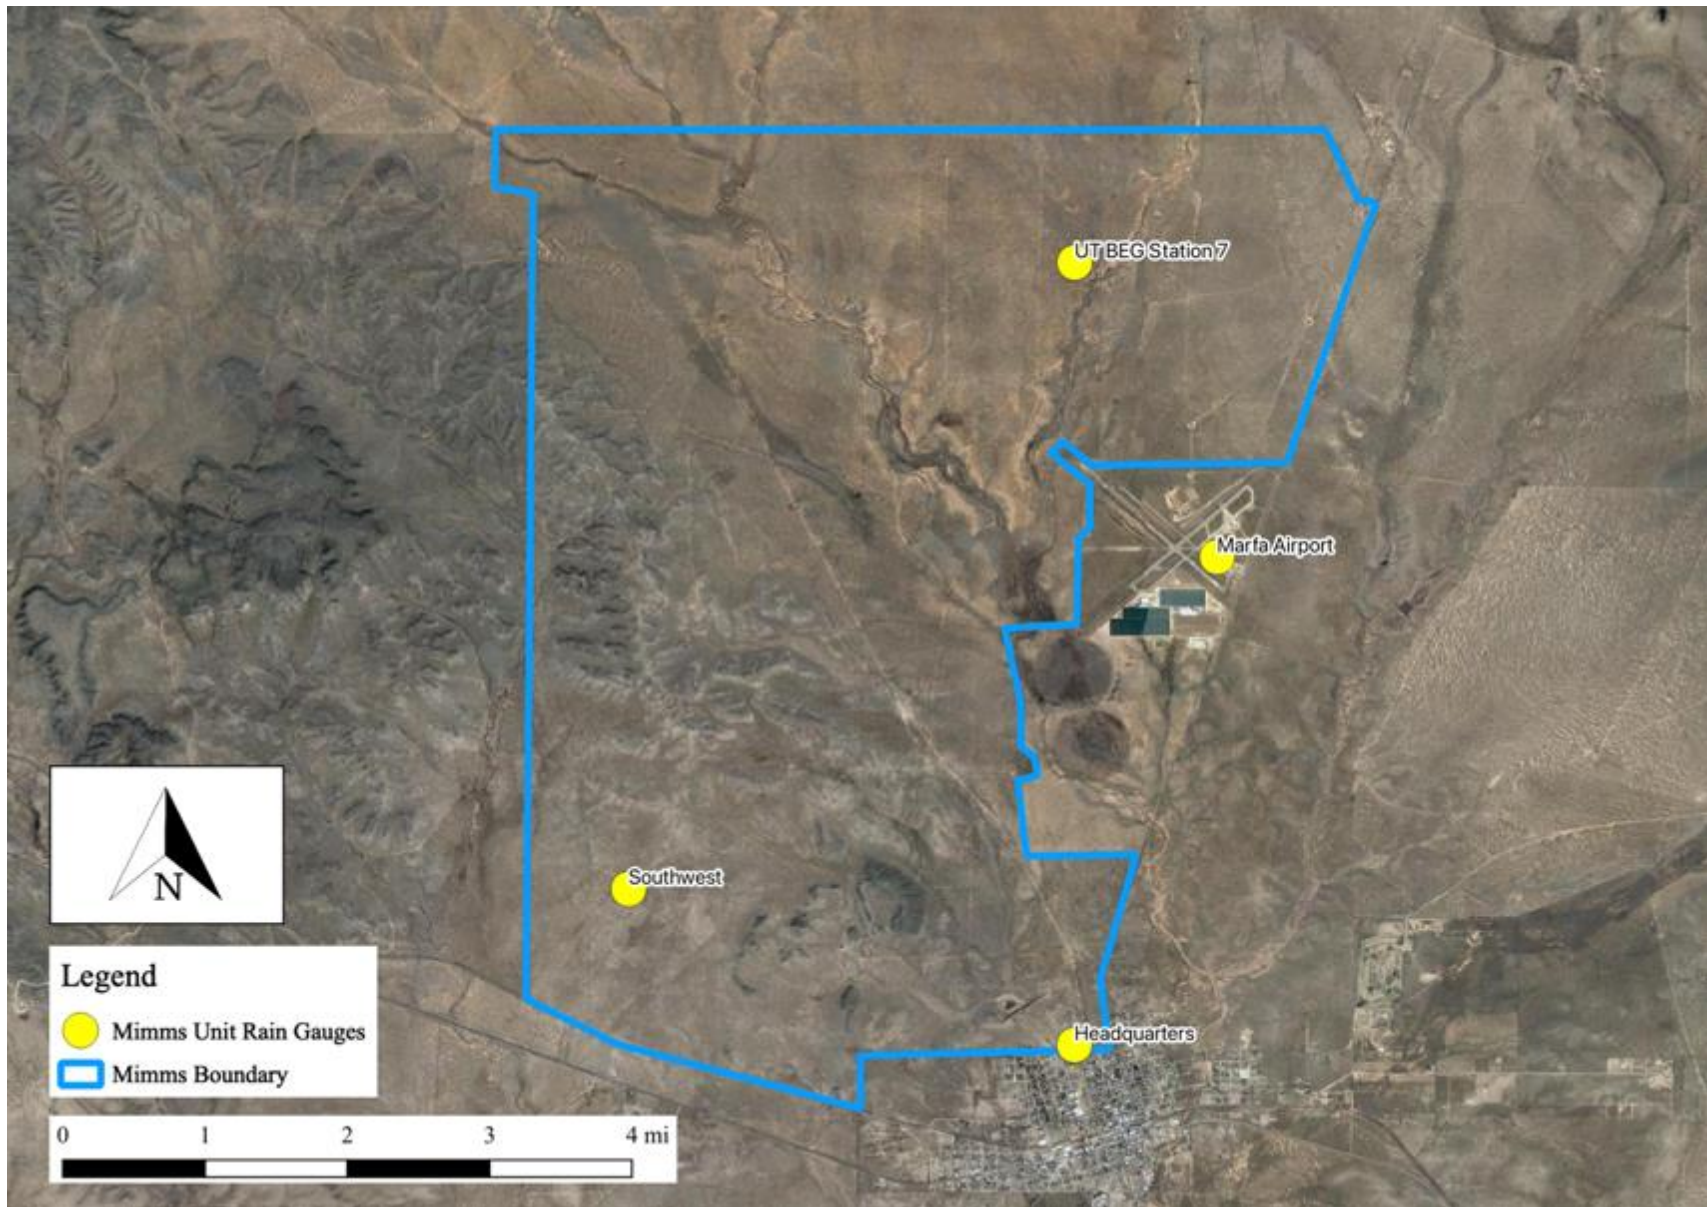 UT BEG Station 7
Marfa Airport
Southwest
Headquarters
N
Legend
Mimms Unit Rain Gauges
Mimms Boundary
0 1 2 3 4 mi